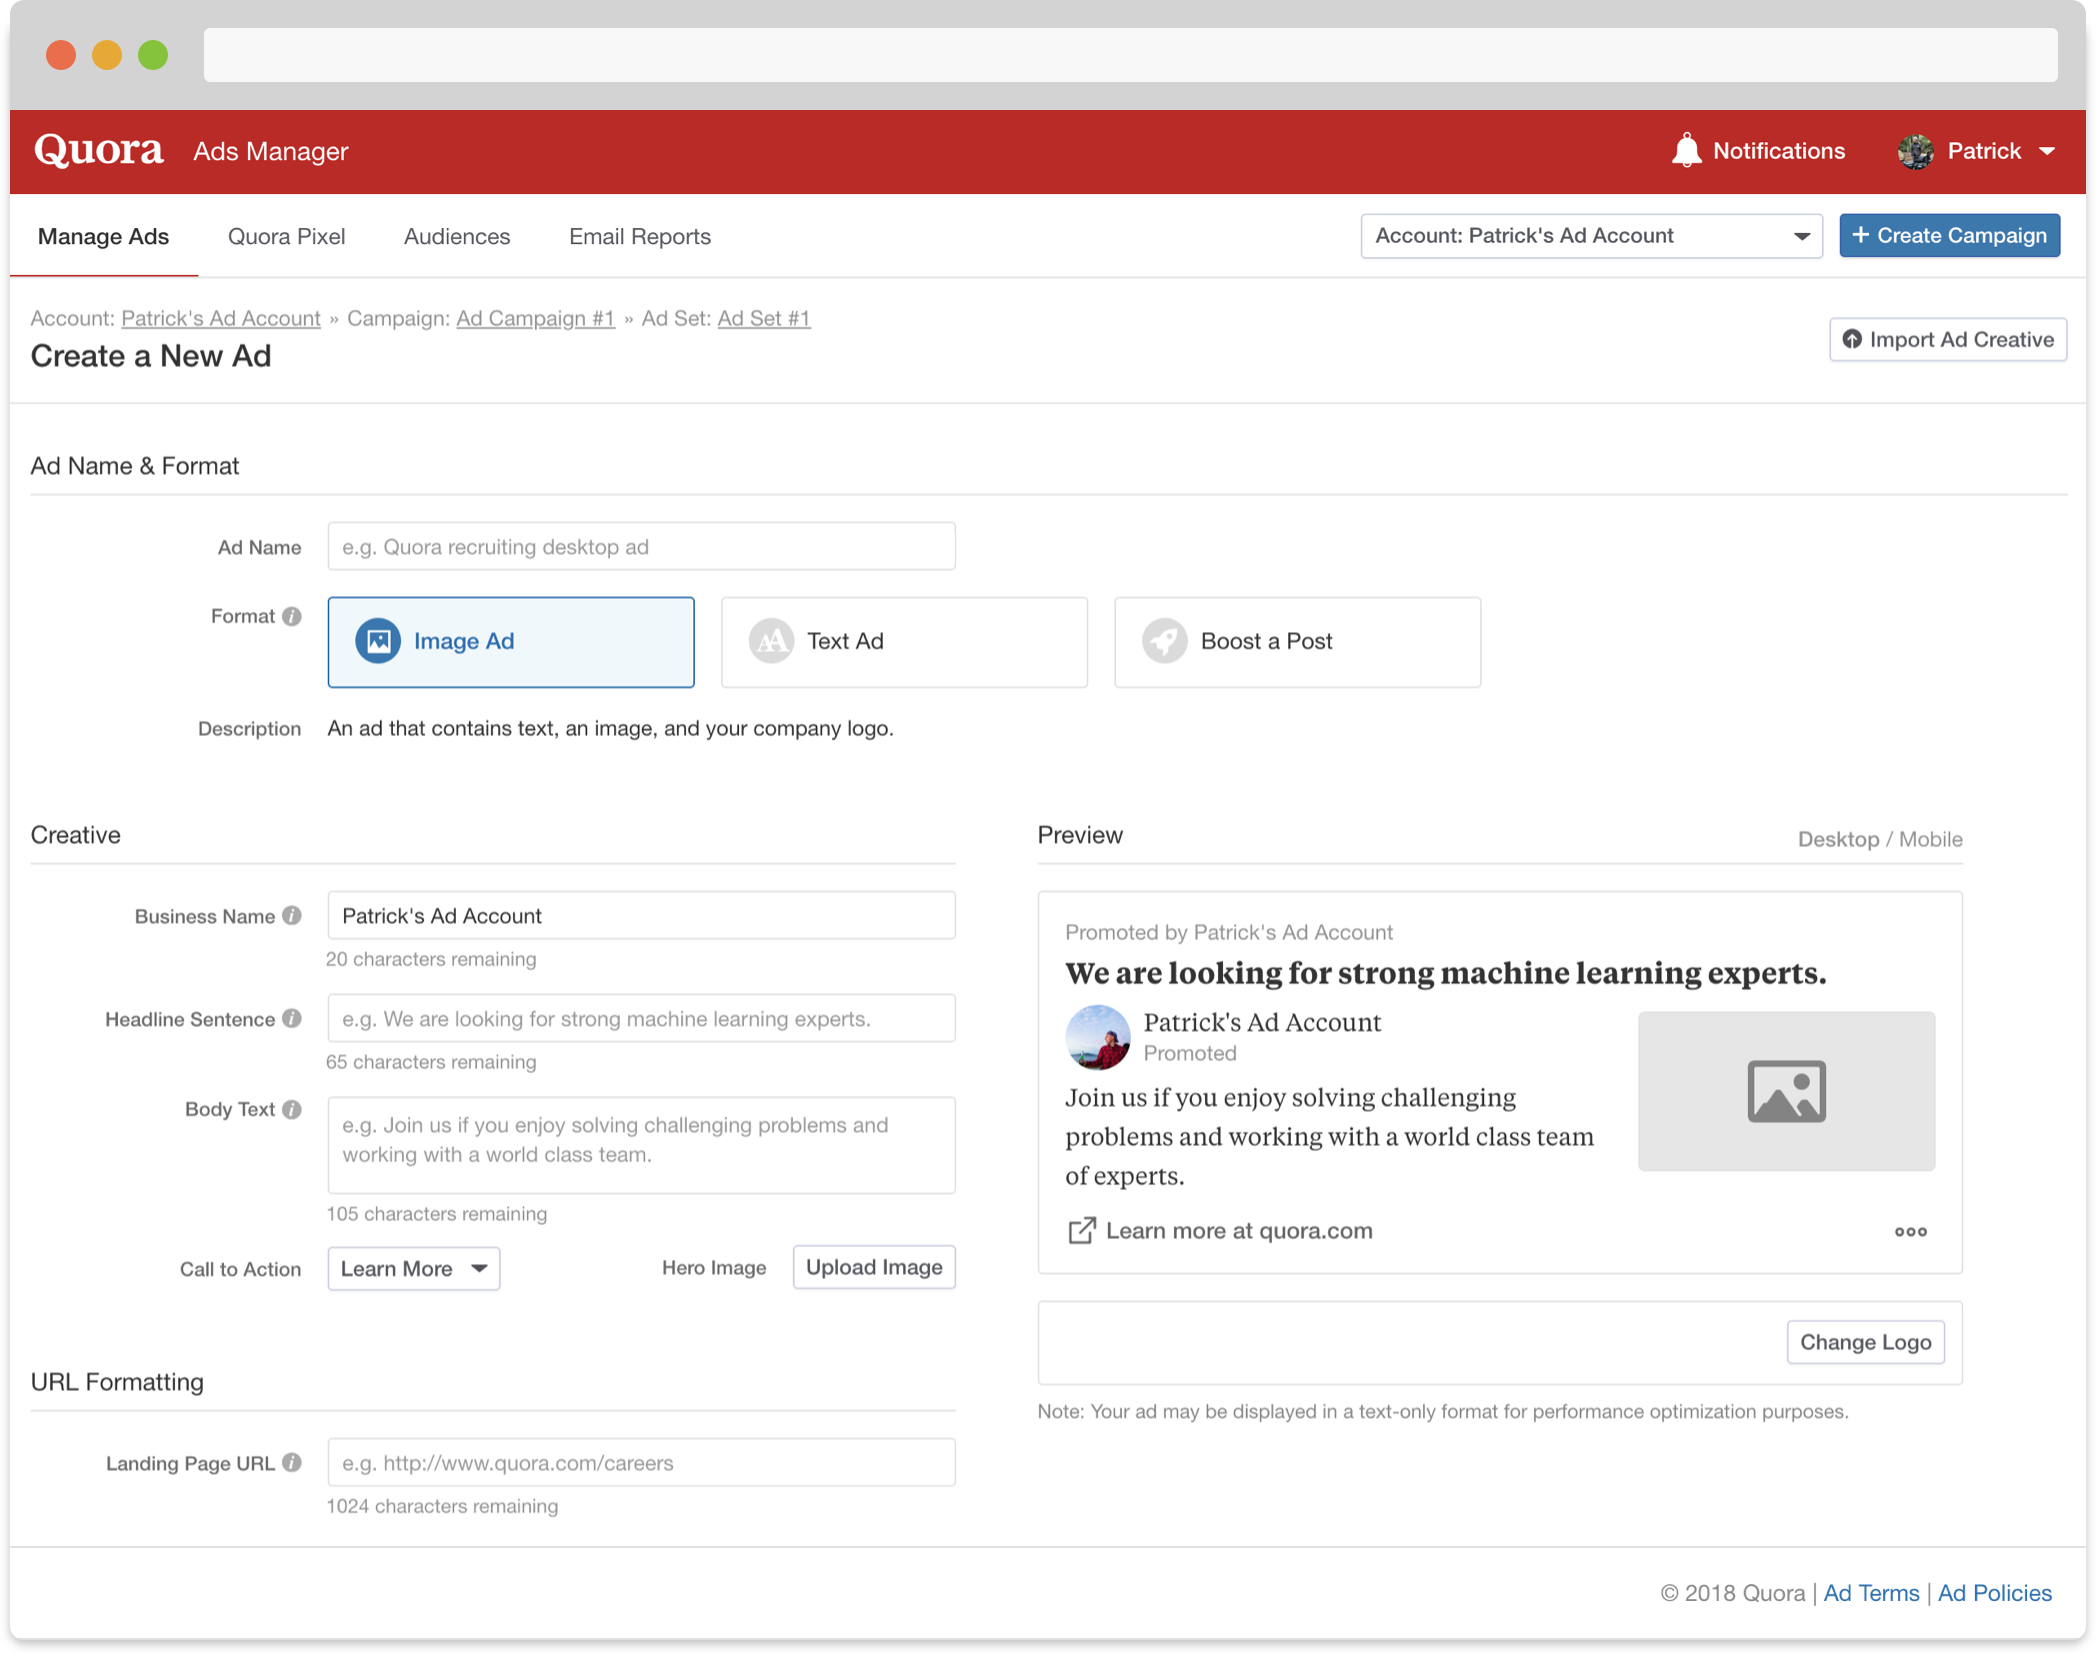 Quora Ads Manager Notifications Patrick
Manage Ads Quora Pixel Audiences Email Reports Account: Patrick's Ad Account + Create Campaign
Account: Patrick's Ad Account » Campaign: Ad Campaign #1 » Ad Set: Ad Set #1
Create a New Ad
Import Ad Creative
Ad Name & Format
Ad Name e.g. Quora recruiting desktop ad
Format i Image Ad AA Text Ad Boost a Post
Description An ad that contains text, an image, and your company logo.
Creative
Business Name i Patrick's Ad Account
20 characters remaining
Headline Sentence i e.g. We are looking for strong machine learning experts.
65 characters remaining
Body Text i e.g. Join us if you enjoy solving challenging problems and
working with a world class team.
105 characters remaining
Call to Action Learn More Hero Image Upload Image
URL Formatting
Landing Page URL i e.g. http://www.quora.com/careers
1024 characters remaining
Preview Desktop / Mobile
Promoted by Patrick's Ad Account
We are looking for strong machine learning experts.
Patrick's Ad Account
Promoted
Join us if you enjoy solving challenging
problems and working with a world class team
of experts.
Learn more at quora.com
Change Logo
Note: Your ad may be displayed in a text-only format for performance optimization purposes.
© 2018 Quora | Ad Terms | Ad Policies